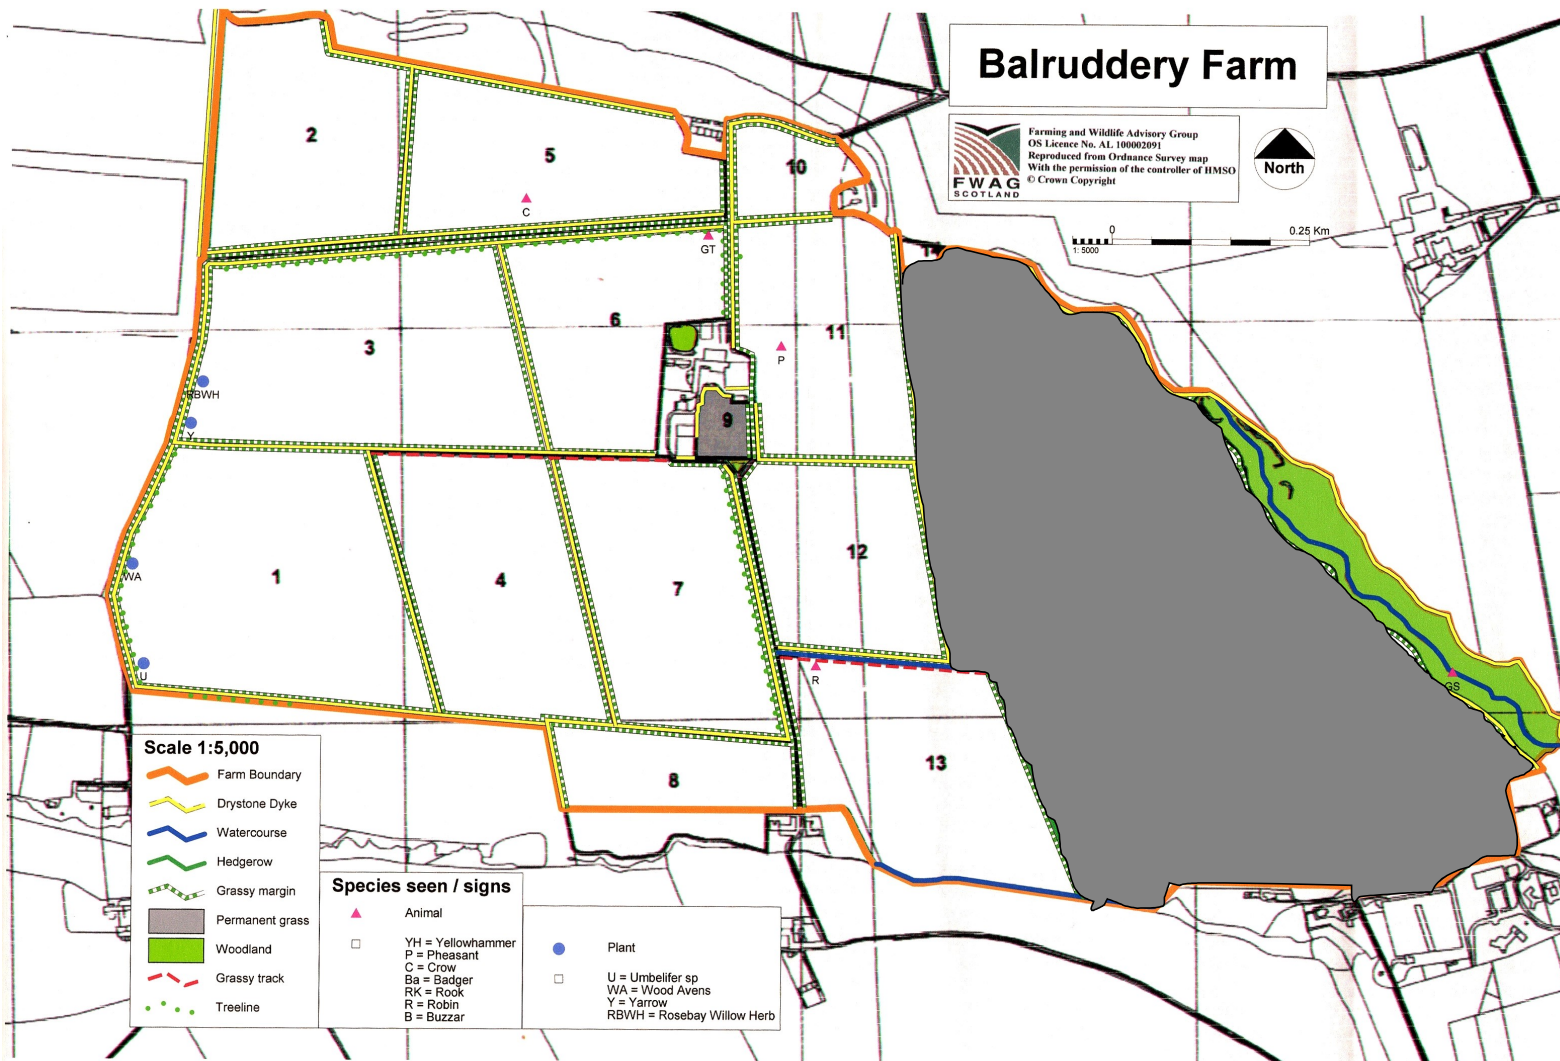 Balruddery Farm
Farming and Wildlife Advisory Group
OS Licence No. AL 100002091
Reproduced from Ordnance Survey map
With the permission of the controller of HMSO
© Crown Copyright
FWAG
SCOTLAND
North
0
0.25 Km
1: 5000
2
5
10
C
GT
3
6
11
P
RBWH
Y
9
WA
1
4
7
12
U
R
GS
8
13
Scale 1:5,000
Farm Boundary
Drystone Dyke
Watercourse
Hedgerow
Grassy margin
Permanent grass
Woodland
Grassy track
Treeline
Species seen / signs
Animal
YH = Yellowhammer
P = Pheasant
C = Crow
Ba = Badger
RK = Rook
R = Robin
B = Buzzar
Plant
U = Umbelifer sp
WA = Wood Avens
Y = Yarrow
RBWH = Rosebay Willow Herb